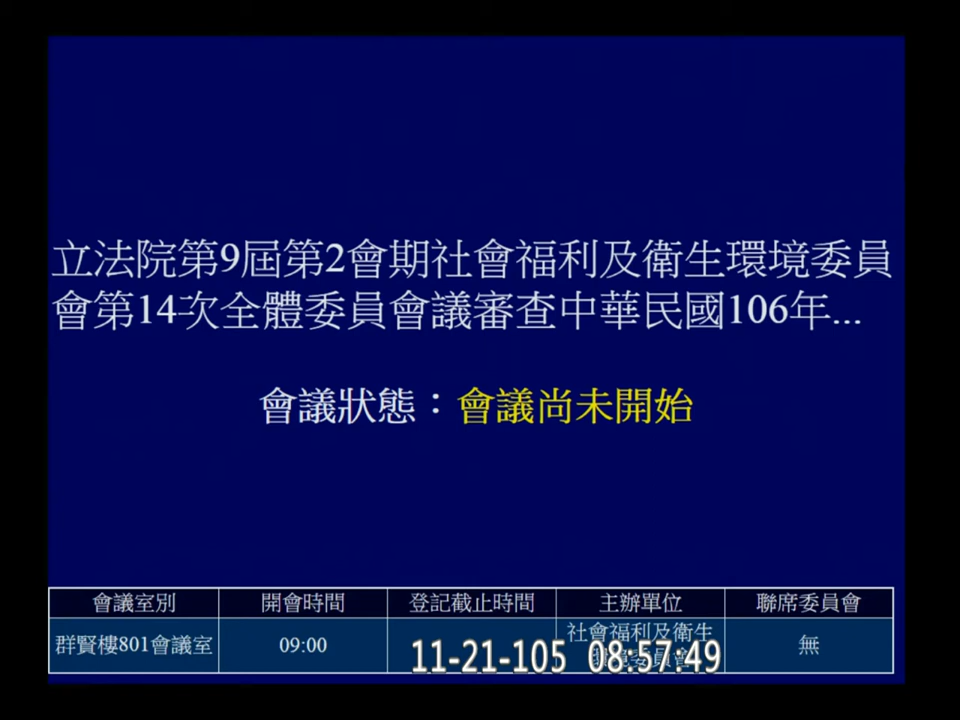 立法院第9屆第2會期社會福利及衛生環境委員
會第14次全體委員會議審查中華民國106年...
會議狀態：會議尚未開始
會議室別 開會時間 登記截止時間 主辦單位 聯席委員會
群賢樓801會議室 09:00 社會福利及衛生 無
11-21-105 08:57:49